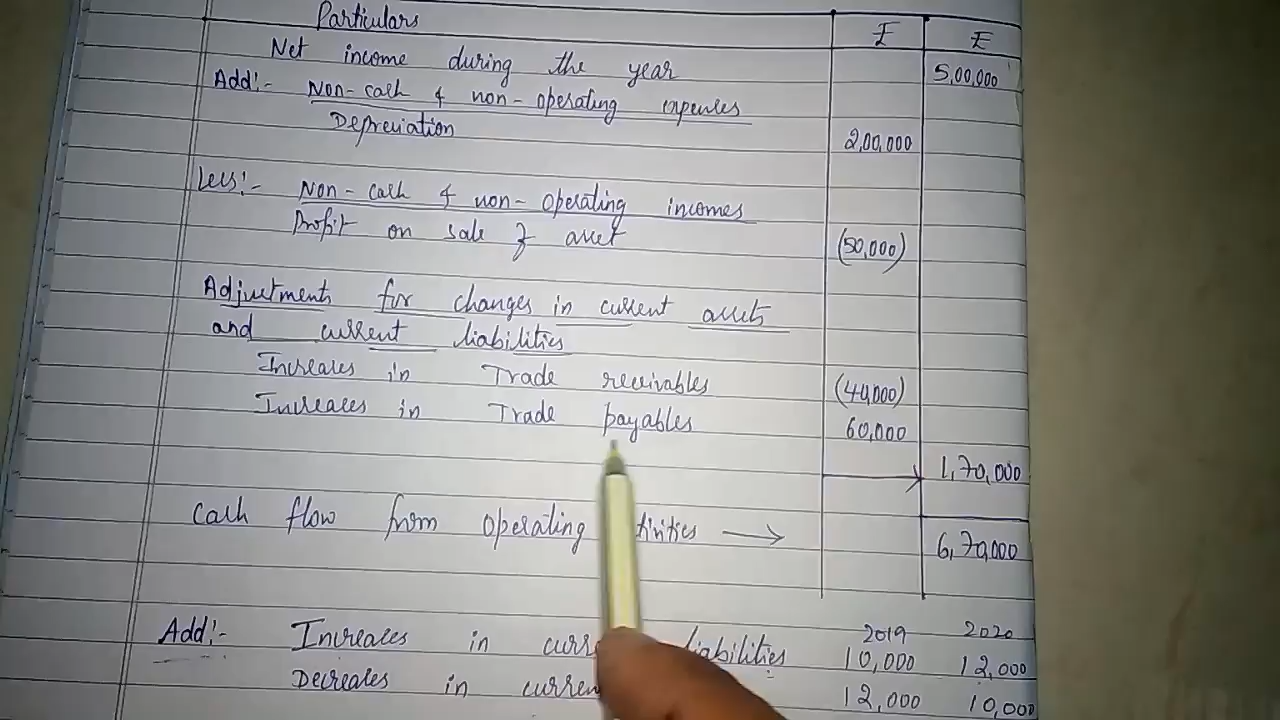 Particulars ₹ ₹
Net income during the year 5,00,000
Add:- Non-cash & non-operating expenses
Depreciation 2,00,000
Less:- Non-cash & non-operating incomes
Profit on sale of asset (50,000)
Adjustments for changes in current assets
and current liabilities
Increases in Trade receivables (40,000)
Increases in Trade payables 60,000
1,70,000
Cash flow from operating tivities → 6,70,000
2019 2020
Add:- Increases in curr liabilities 10,000 12,000
Decreases in curren 12,000 10,000